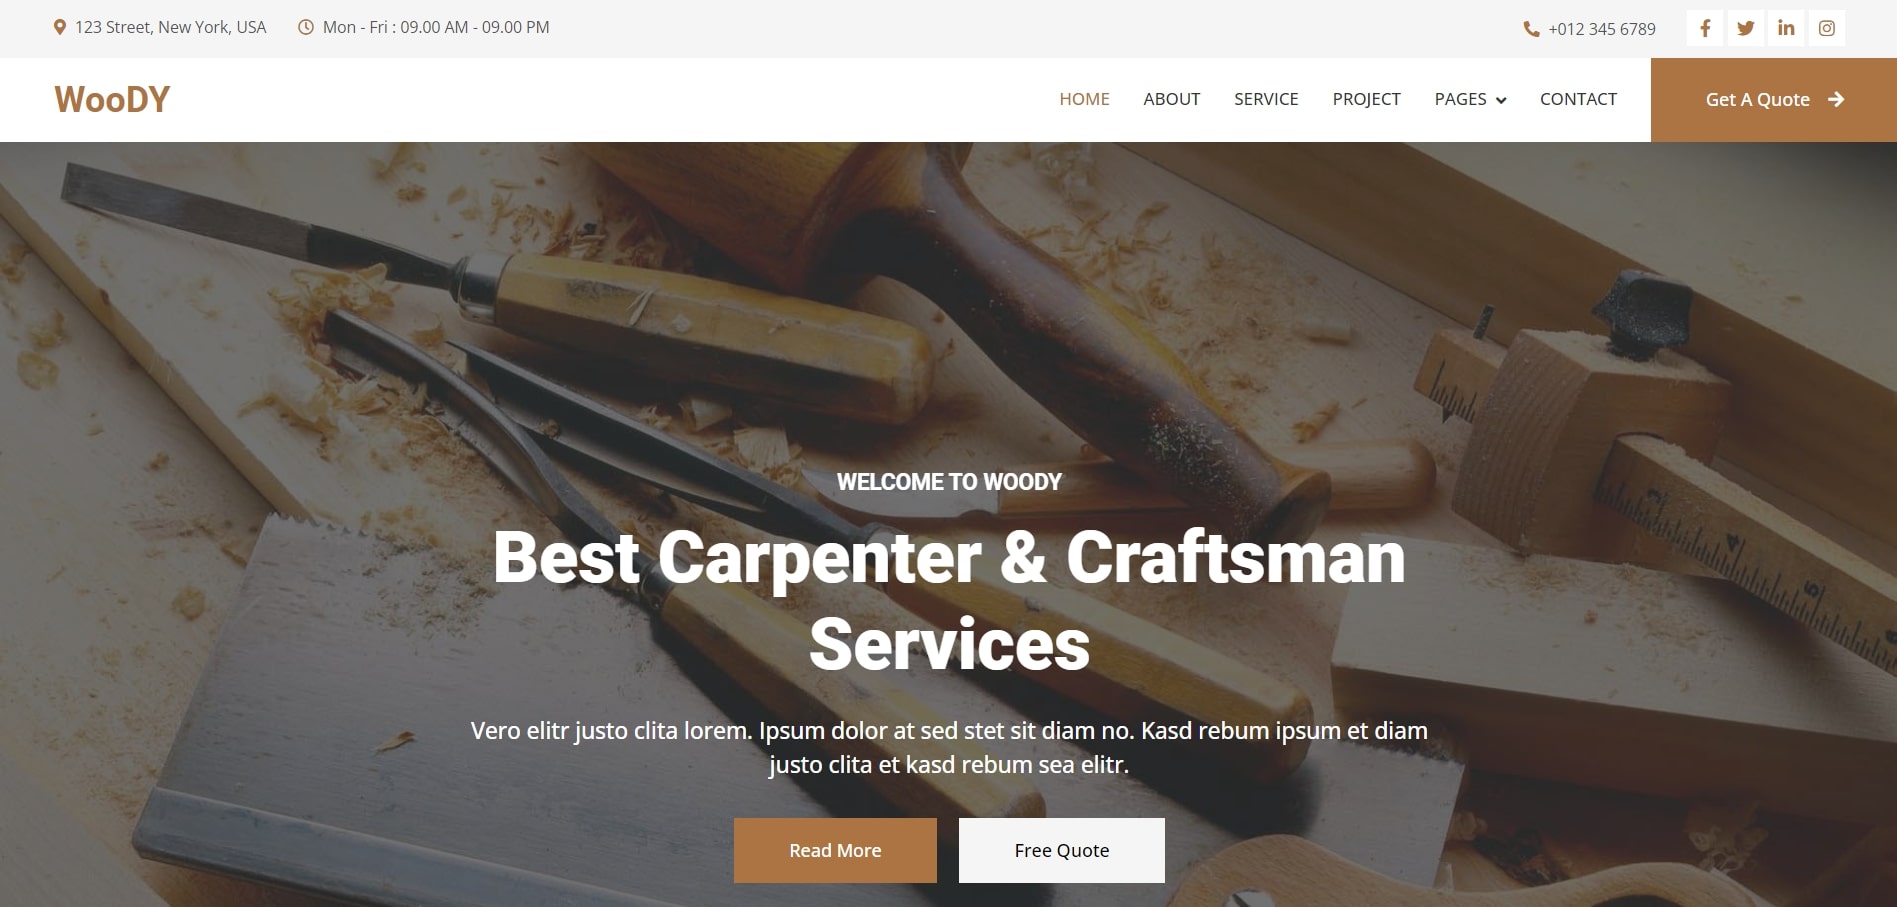 123 Street, New York, USA
Mon - Fri : 09.00 AM - 09.00 PM
+012 345 6789
WooDY
HOME
ABOUT
SERVICE
PROJECT
PAGES
CONTACT
Get A Quote
WELCOME TO WOODY
Best Carpenter & Craftsman
Services
Vero elitr justo clita lorem. Ipsum dolor at sed stet sit diam no. Kasd rebum ipsum et diam
justo clita et kasd rebum sea elitr.
Read More
Free Quote